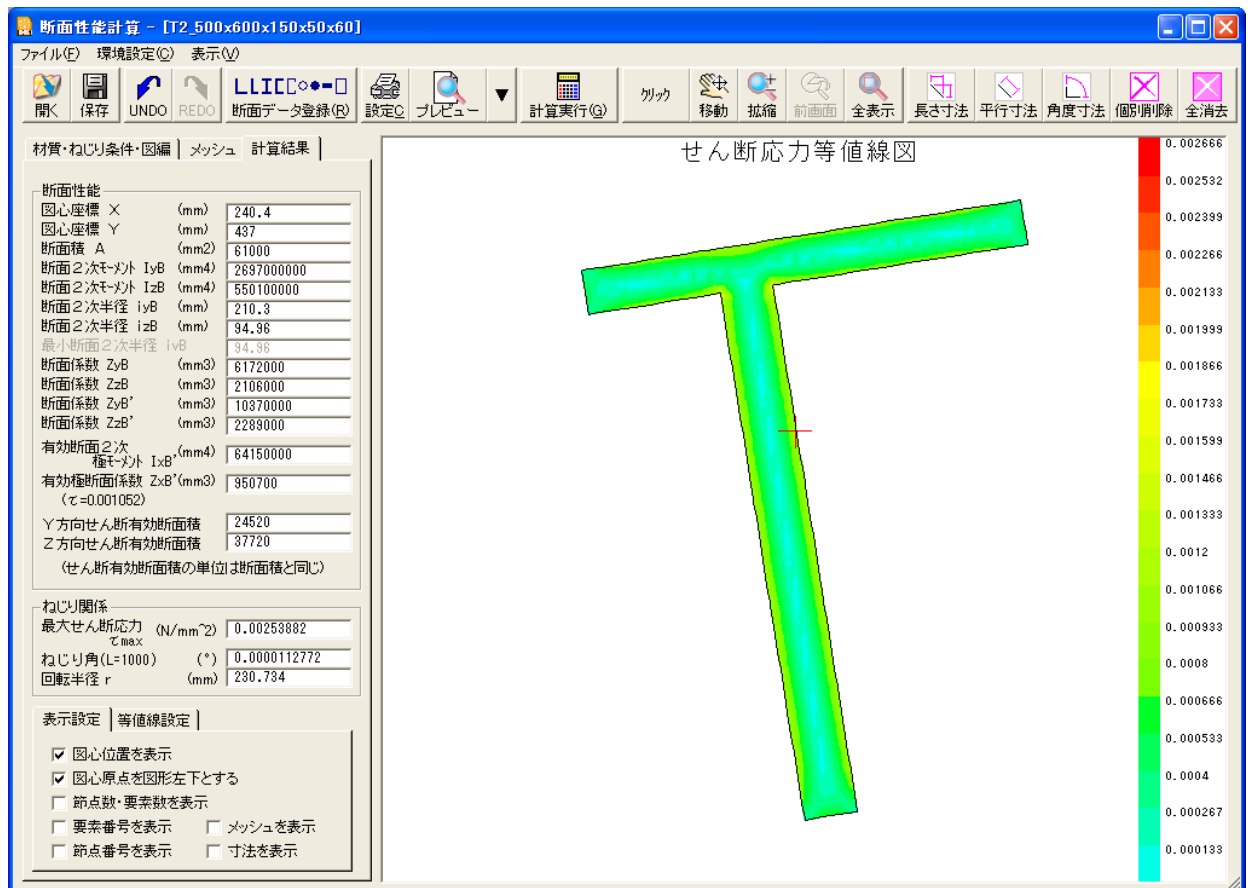 断面性能計算 - [T2_500x600x150x50x60]
ファイル(F) 環境設定(C) 表示(V)
開く 保存 UNDO REDO 断面データ登録(R) 設定C プレビュー ▼ 計算実行(G) クリック 移動 拡縮 前画面 全表示 長さ寸法 平行寸法 角度寸法 個別削除 全消去
材質・ねじり条件・図編 メッシュ 計算結果
断面性能
図心座標 X (mm) 240.4
図心座標 Y (mm) 437
断面積 A (mm2) 61000
断面2次モーメント IyB (mm4) 2697000000
断面2次モーメント IzB (mm4) 550100000
断面2次半径 iyB (mm) 210.3
断面2次半径 izB (mm) 94.96
最小断面2次半径 ivB 94.96
断面係数 ZyB (mm3) 6172000
断面係数 ZzB (mm3) 2106000
断面係数 ZyB' (mm3) 10370000
断面係数 ZzB' (mm3) 2289000
有効断面2次
極モーメント IxB' (mm4) 64150000
有効極断面係数 ZxB'(mm3) 950700
(τ=0.001052)
Y方向せん断有効断面積 24520
Z方向せん断有効断面積 37720
(せん断有効断面積の単位は断面積と同じ)
ねじり関係
最大せん断応力 (N/mm^2) 0.00253882
τmax
ねじり角(L=1000) (°) 0.0000112772
回転半径 r (mm) 230.734
表示設定 等値線設定
図心位置を表示
図心原点を図形左下とする
節点数・要素数を表示
要素番号を表示 メッシュを表示
節点番号を表示 寸法を表示
せん断応力等値線図
0.002666
0.002532
0.002399
0.002266
0.002133
0.001999
0.001866
0.001733
0.001599
0.001466
0.001333
0.0012
0.001066
0.000933
0.0008
0.000666
0.000533
0.0004
0.000267
0.000133